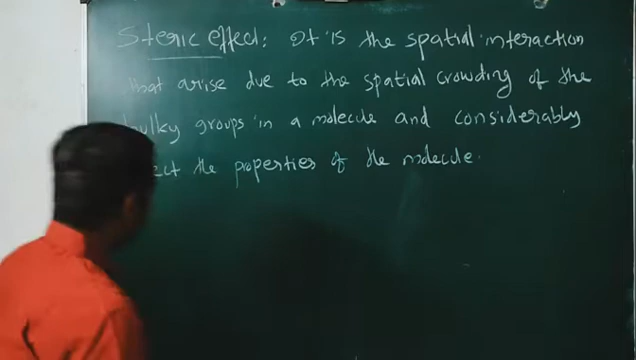 Steric effect: It is the spatial interaction
that arise due to the spatial crowding of the
bulky groups in a molecule and considerably
the properties of the molecule.